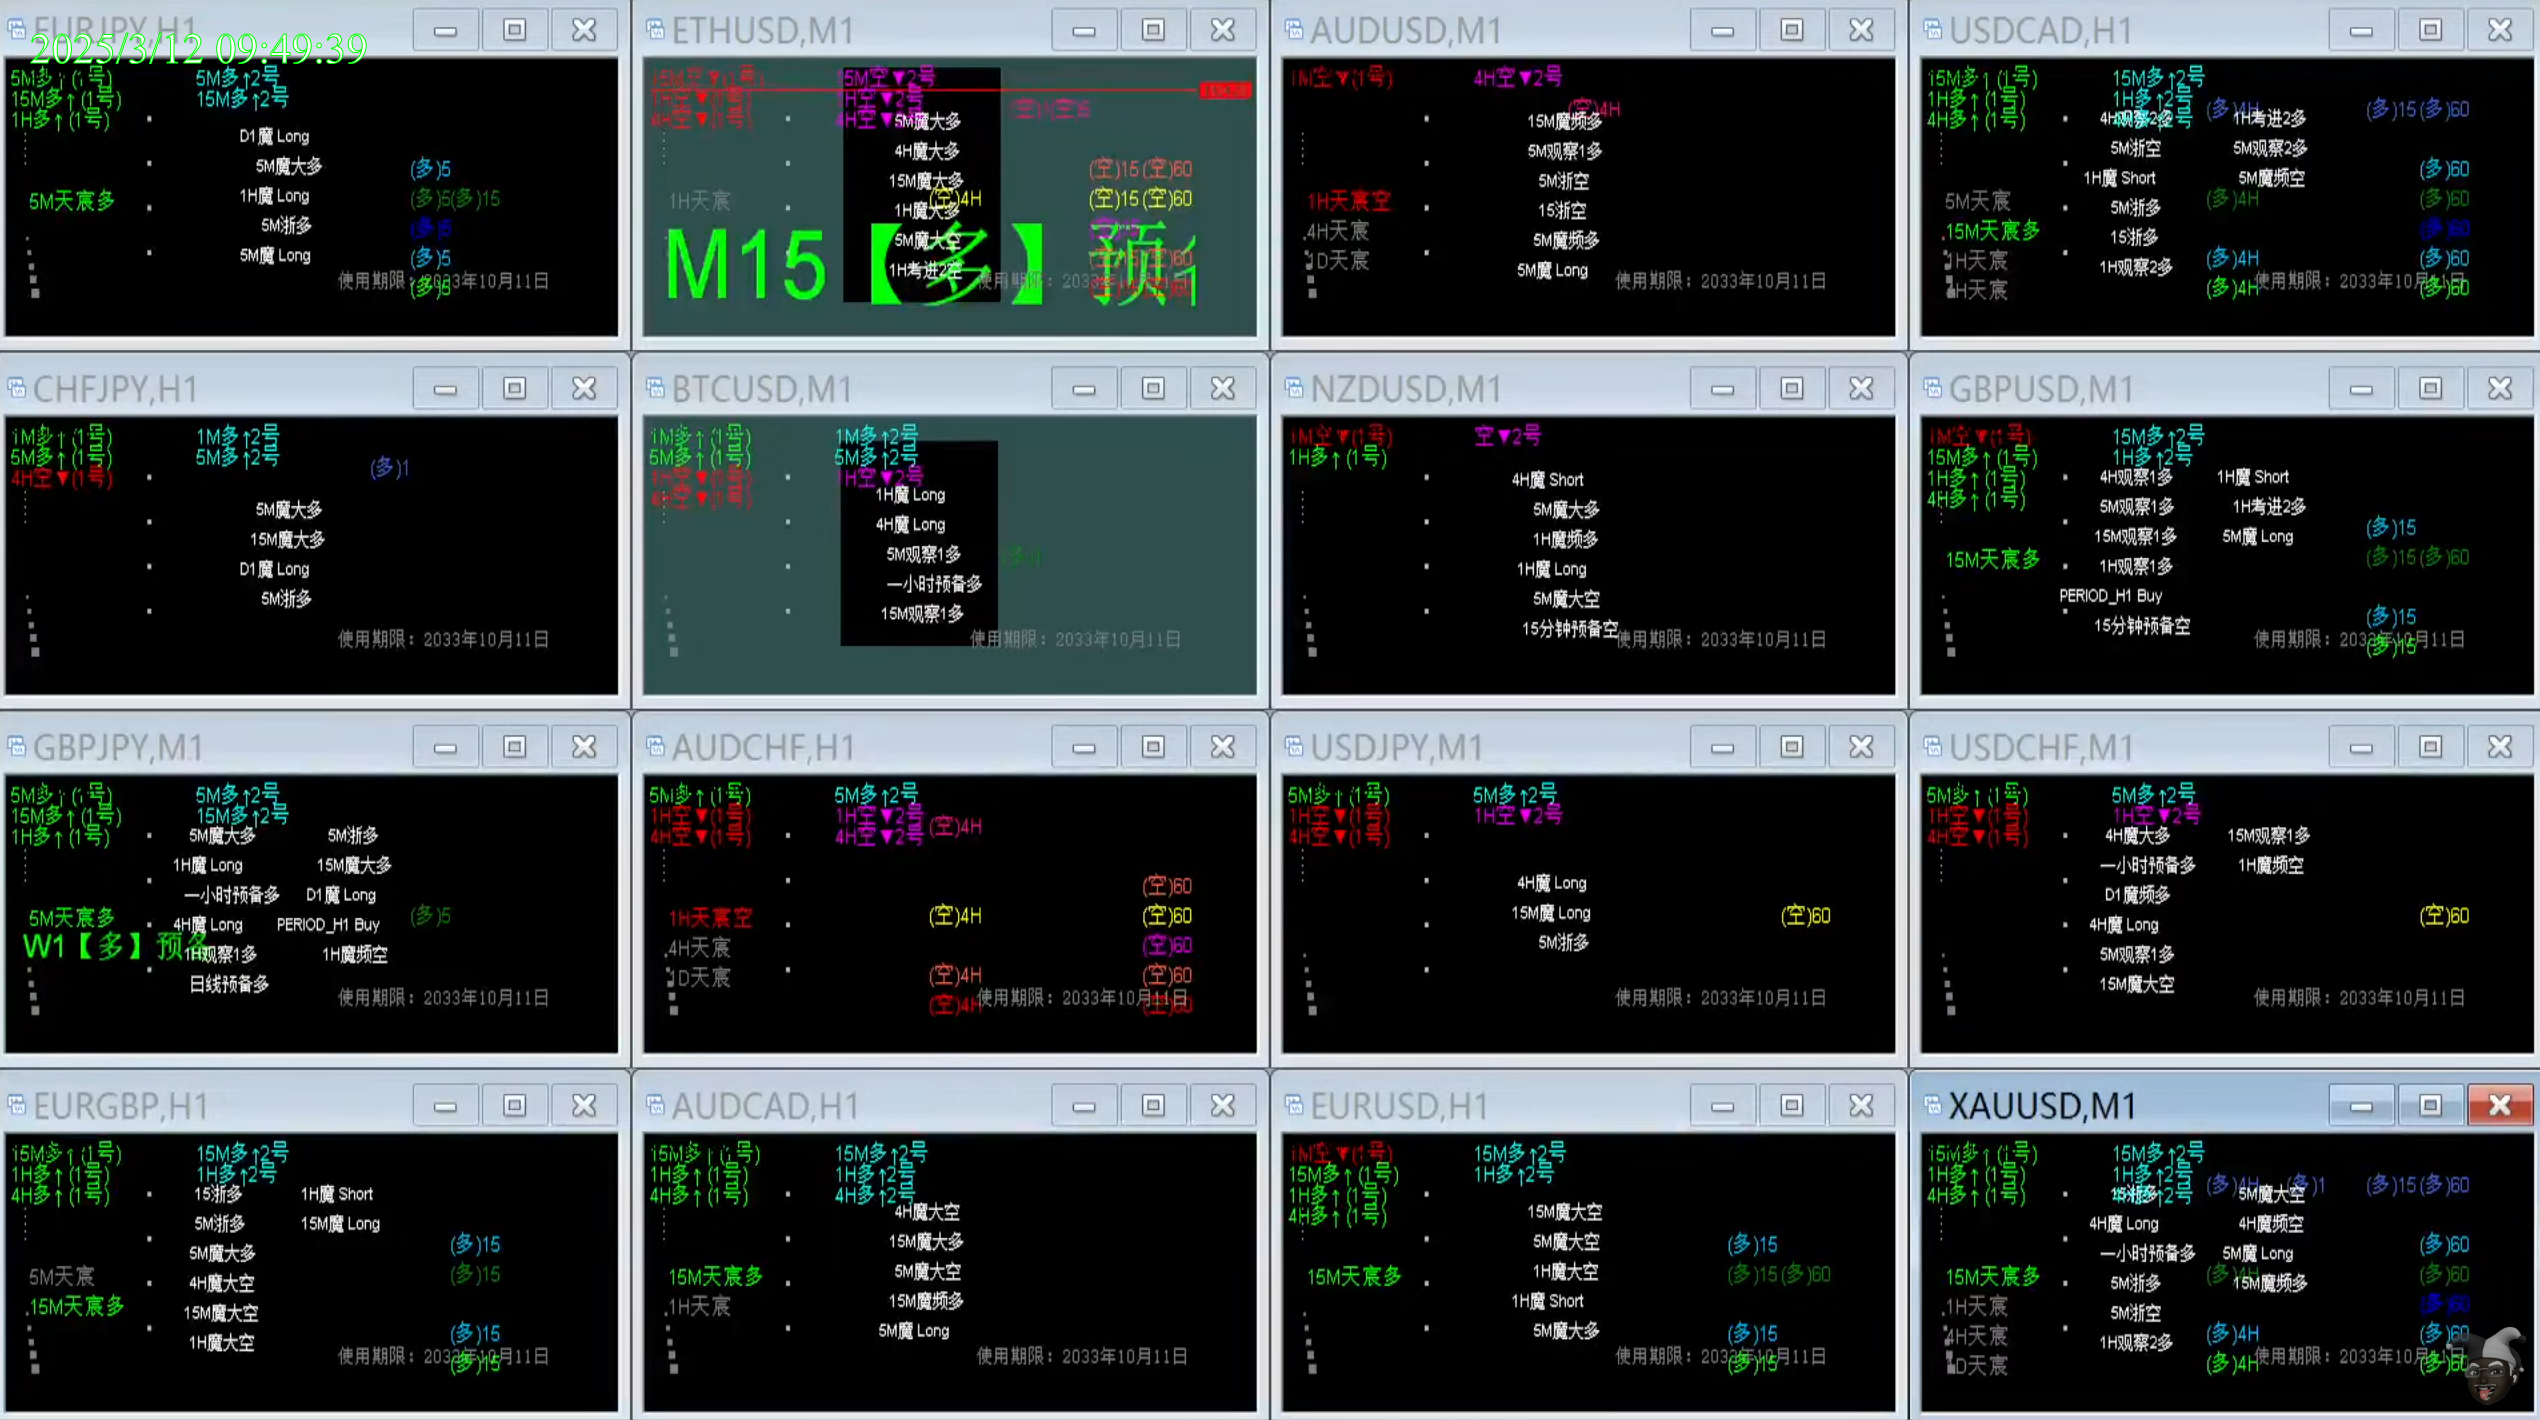 EURJPY,H1
2025/3/12 09:49:39
5M多↑(1号) 5M多↑2号
15M多↑(1号) 15M多↑2号
1H多↑(1号)
D1魔 Long
5M魔大多 (多)5
1H魔 Long (多)5(多)15
5M天宸多
5M浙多 (多)5
5M魔 Long (多)5
使用期限：2033年10月11日
(多)5
ETHUSD,M1
15M空▼(1号) 15M空▼2号
1H空▼(1号) 1H空▼2号
4H空▼(1号) 4H空▼2号
5M魔大多
4H魔大多
15M魔大多 (空)15(空)60
1H天宸 (空)4H (空)15(空)60
1H魔大多
5M魔大空
M15【多】预
1H考进2空
AUDUSD,M1
1M空▼(1号) 4H空▼2号
(空)4H
15M魔频多
5M观察1多
5M浙空
1H天宸空
15浙空
4H天宸
5M魔频多
1D天宸
5M魔 Long
使用期限：2033年10月11日
USDCAD,H1
15M多↑(1号) 15M多↑2号
1H多↑(1号) 1H多↑2号 (多)4H (多)15(多)60
4H多↑(1号) 4H多↑2号
4H观察2多 1H考进2多
5M浙空 5M观察2多
1H魔 Short 5M魔频空 (多)60
5M天宸 (多)4H (多)60
5M浙多
15M天宸多 15浙多 (多)60
1H天宸 1H观察2多 (多)4H (多)60
4H天宸 (多)4H (多)60
CHFJPY,H1
1M多↑(1号) 1M多↑2号
5M多↑(1号) 5M多↑2号 (多)1
4H空▼(1号)
5M魔大多
15M魔大多
D1魔 Long
5M浙多
使用期限：2033年10月11日
BTCUSD,M1
1M多↑(1号) 1M多↑2号
5M多↑(1号) 5M多↑2号
1H空▼2号
4H空▼(1号)
1H魔 Long
4H魔 Long
5M观察1多 (多)1
一小时预备多
15M观察1多
使用期限：2033年10月11日
NZDUSD,M1
1M空▼(1号) 空▼2号
1H多↑(1号)
4H魔 Short
5M魔大多
1H魔频多
1H魔 Long
5M魔大空
15分钟预备空
使用期限：2033年10月11日
GBPUSD,M1
1M空▼(1号) 15M多↑2号
15M多↑(1号) 1H多↑2号
1H多↑(1号)
4H多↑(1号)
4H观察1多 1H魔 Short
5M观察1多 1H考进2多
15M观察1多 5M魔 Long (多)15
15M天宸多 1H观察1多 (多)15(多)60
PERIOD_H1 Buy (多)15
15分钟预备空
(多)15
GBPJPY,M1
5M多↑(1号) 5M多↑2号
15M多↑(1号) 15M多↑2号
1H多↑(1号)
5M魔大多 5M浙多
1H魔 Long 15M魔大多
一小时预备多 D1魔 Long
5M天宸多 4H魔 Long PERIOD_H1 Buy (多)5
W1【多】预备
1H观察1多 1H魔频空
日线预备多
使用期限：2033年10月11日
AUDCHF,H1
5M多↑(1号) 5M多↑2号
1H空▼(1号) 1H空▼2号
4H空▼(1号) 4H空▼2号 (空)4H
(空)60
1H天宸空 (空)4H (空)60
4H天宸 (空)60
1D天宸 (空)4H (空)60
(空)4H (空)60
使用期限：2033年10月11日
USDJPY,M1
5M多↑(1号) 5M多↑2号
1H空▼(1号) 1H空▼2号
4H空▼(1号)
4H魔 Long
15M魔 Long (空)60
5M浙多
使用期限：2033年10月11日
USDCHF,M1
5M多↑(1号) 5M多↑2号
1H空▼(1号) 1H空▼2号
4H空▼(1号)
4H魔大多 15M观察1多
一小时预备多 1H魔频空
D1魔频多
4H魔 Long (空)60
5M观察1多
15M魔大空
使用期限：2033年10月11日
EURGBP,H1
15M多↑(1号) 15M多↑2号
1H多↑(1号) 1H多↑2号
4H多↑(1号)
15浙多 1H魔 Short
5M浙多 15M魔 Long
5M魔大多 (多)15
5M天宸 4H魔大空 (多)15
15M天宸多 15M魔大空
1H魔大空 (多)15
使用期限：2033年10月11日
(多)15
AUDCAD,H1
15M多↑(1号) 15M多↑2号
1H多↑(1号) 1H多↑2号
4H多↑(1号) 4H多↑2号
4H魔大空
15M魔大多
5M魔大空
15M天宸多
15M魔频多
1H天宸
5M魔 Long
使用期限：2033年10月11日
EURUSD,H1
1M空▼(1号) 15M多↑2号
15M多↑(1号) 1H多↑2号
1H多↑(1号)
4H多↑(1号)
15M魔大空
5M魔大空 (多)15
15M天宸多 1H魔大空 (多)15(多)60
1H魔 Short
5M魔大多 (多)15
使用期限：2033年10月11日
(多)15
XAUUSD,M1
15M多↑(1号) 15M多↑2号
1H多↑(1号) 1H多↑2号 (多)4H (多)1 (多)15(多)60
4H多↑(1号) 4H多↑2号
15浙多 5M魔大空
4H魔 Long 4H魔频空
一小时预备多 5M魔 Long (多)60
15M天宸多 5M浙多 (多)4H 15M魔频多 (多)60
1H天宸 5M浙空 (多)60
4H天宸 1H观察2多 (多)4H (多)60
1D天宸 (多)4H (多)60